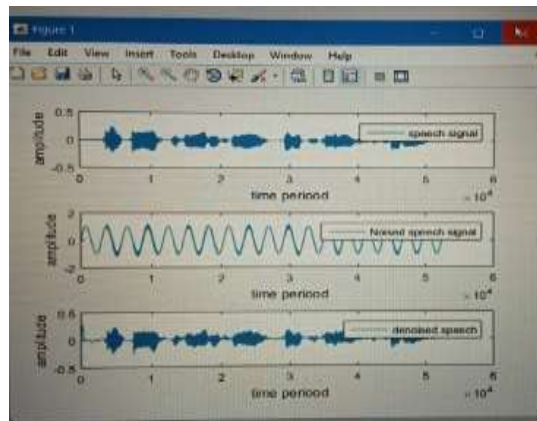 Figure 1
File Edit View Insert Tools Desktop Window Help
amplitude
0.5
0
-0.5
speech signal
0 1 2 3 4 5 6
time periond
× 10⁴
amplitude
2
0
-2
Noised speech signal
0 1 2 3 4 5 6
time periond
× 10⁴
amplitude
0.5
0
-0.5
denoised speech
0 1 2 3 4 5 6
time periond
× 10⁴